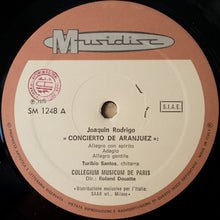 Musidisc
S.I.A.E.
SM 1248 A
Joaquin Rodrigo
« CONCIERTO DE ARANJUEZ »:
Allegro con spirito
Adagio
Allegro gentile
Turibio Santos, chitarra
COLLEGIUM MUSICUM DE PARIS
Dir.: Roland Douatte
«Distribuzione esclusiva per l'Italia:
SAAR srl. Milano»